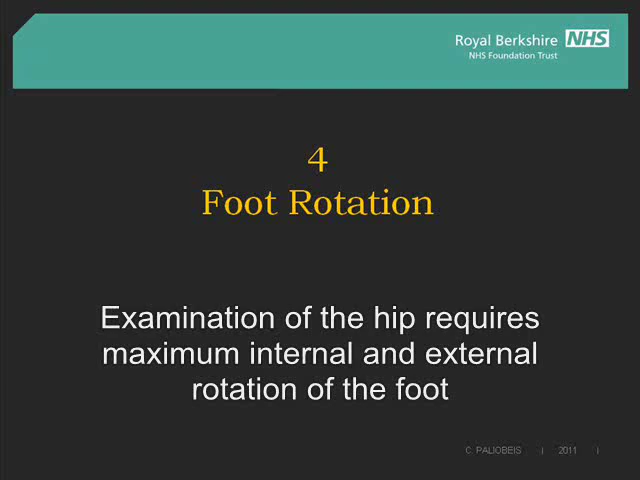 Royal Berkshire NHS
NHS Foundation Trust
4
Foot Rotation
Examination of the hip requires
maximum internal and external
rotation of the foot
C. PALIOBEIS | 2011 |